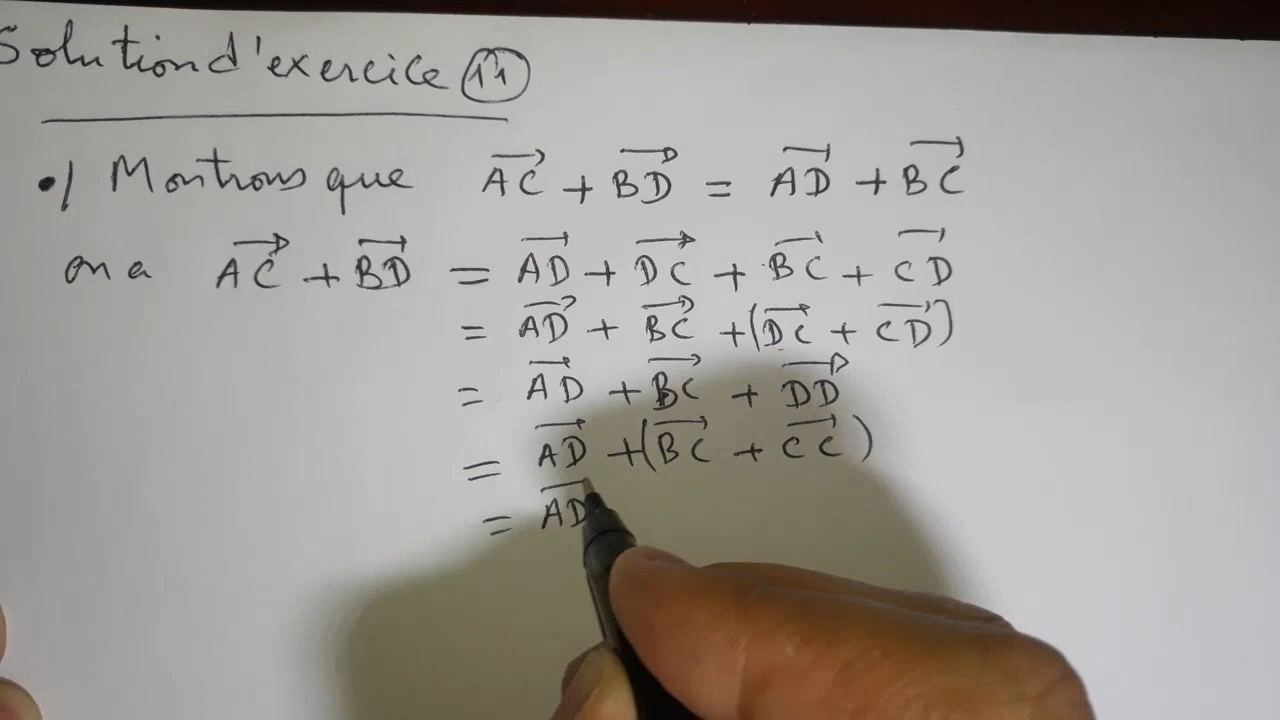 Solution d'exercice 11
•/ Montrons que AC⃗ + BD⃗ = AD⃗ + BC⃗
on a AC⃗ + BD⃗ = AD⃗ + DC⃗ + BC⃗ + CD⃗
= AD⃗ + BC⃗ + (DC⃗ + CD⃗)
= AD⃗ + BC⃗ + DD⃗
= AD⃗ + (BC⃗ + CC⃗)
= AD⃗